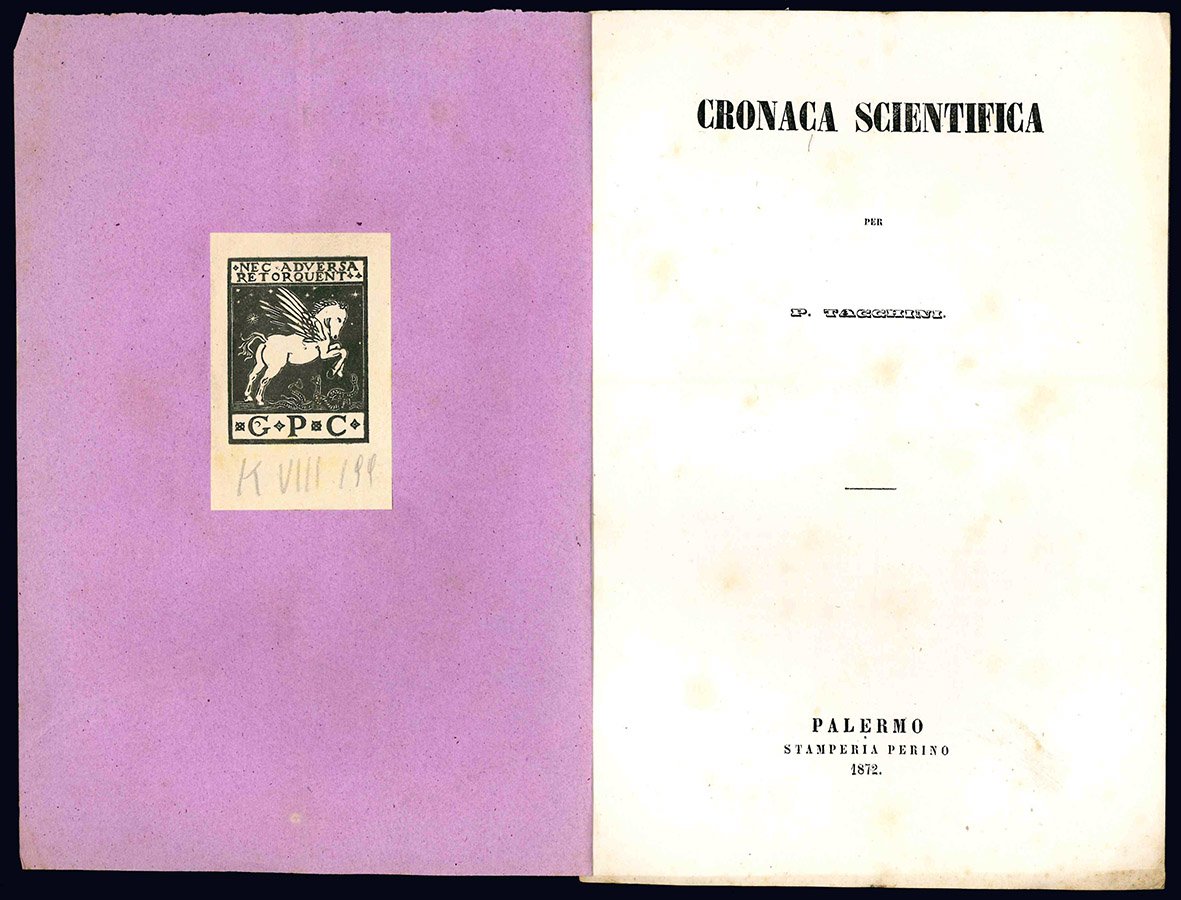 NEC ADVERSA
RETORQUENT
G P C
K VIII 199
CRONACA SCIENTIFICA
PER
P. TACCHINI.
PALERMO
STAMPERIA PERINO
1872.